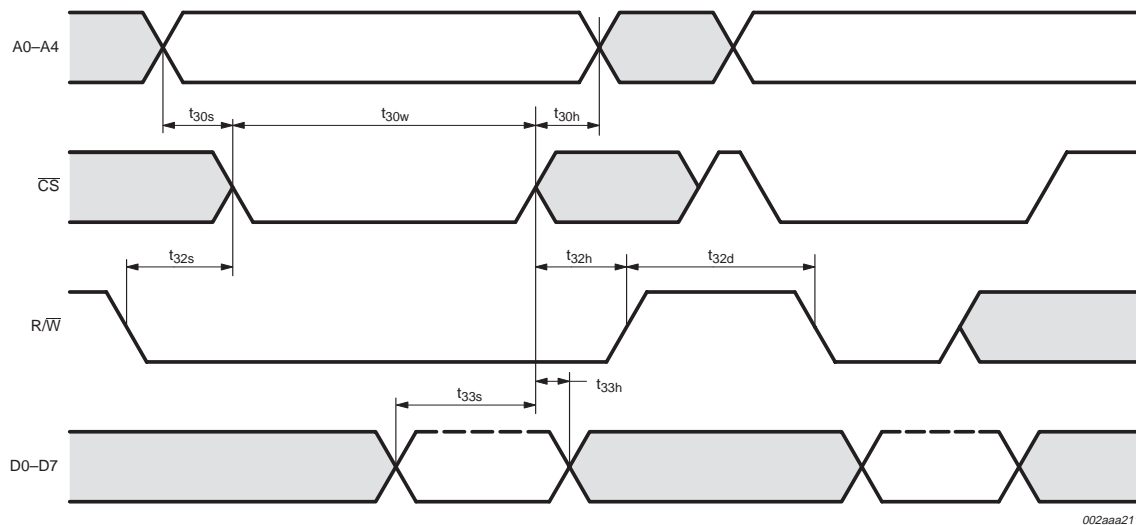 A0–A4
t30s
t30w
t30h
CS
t32s
t32h
t32d
R/W
t33s
t33h
D0–D7
002aaa21